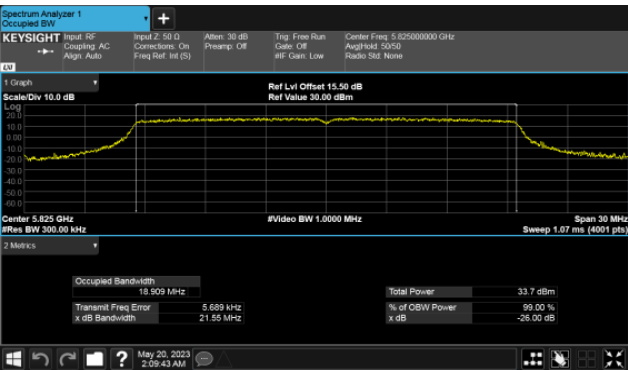 Spectrum Analyzer 1
Occupied BW
KEYSIGHT
Input: RF
Coupling: AC
Align: Auto
Input Z: 50 Ω
Corrections: On
Freq Ref: Int (S)
Atten: 30 dB
Preamp: Off
Trig: Free Run
Gate: Off
#IF Gain: Low
Center Freq: 5.825000000 GHz
Avg|Hold: 50/50
Radio Std: None
LXI
1 Graph
Scale/Div 10.0 dB
Ref Lvl Offset 15.50 dB
Ref Value 30.00 dBm
Log
20.0
10.0
0.00
-10.0
-20.0
-30.0
-40.0
-50.0
-60.0
Center 5.825 GHz
#Res BW 300.00 kHz
#Video BW 1.0000 MHz
Span 30 MHz
Sweep 1.07 ms (4001 pts)
2 Metrics
Occupied Bandwidth
18.909 MHz
Transmit Freq Error 5.689 kHz
x dB Bandwidth 21.55 MHz
Total Power 33.7 dBm
% of OBW Power 99.00 %
x dB -26.00 dB
?
May 20, 2023
2:09:43 AM